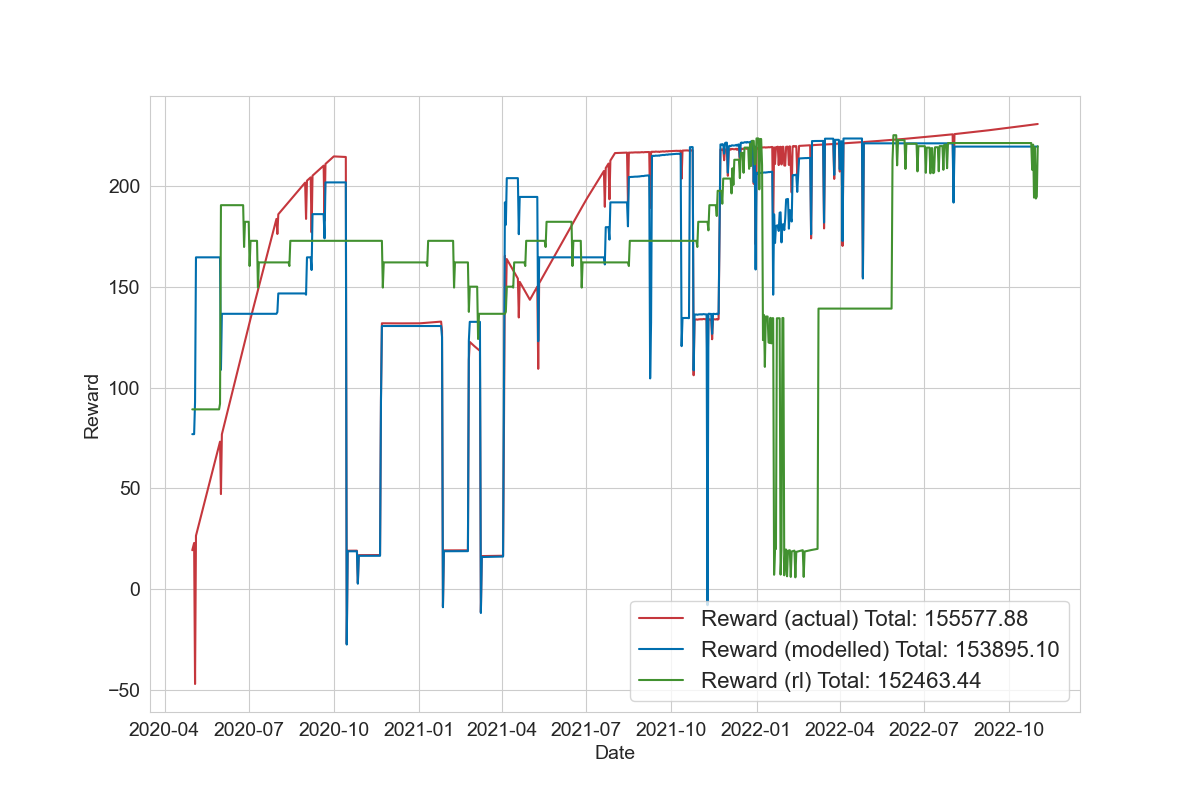 200
150
100
50
0
−50
Reward
2020-04 2020-07 2020-10 2021-01 2021-04 2021-07 2021-10 2022-01 2022-04 2022-07 2022-10
Date
Reward (actual) Total: 155577.88
Reward (modelled) Total: 153895.10
Reward (rl) Total: 152463.44